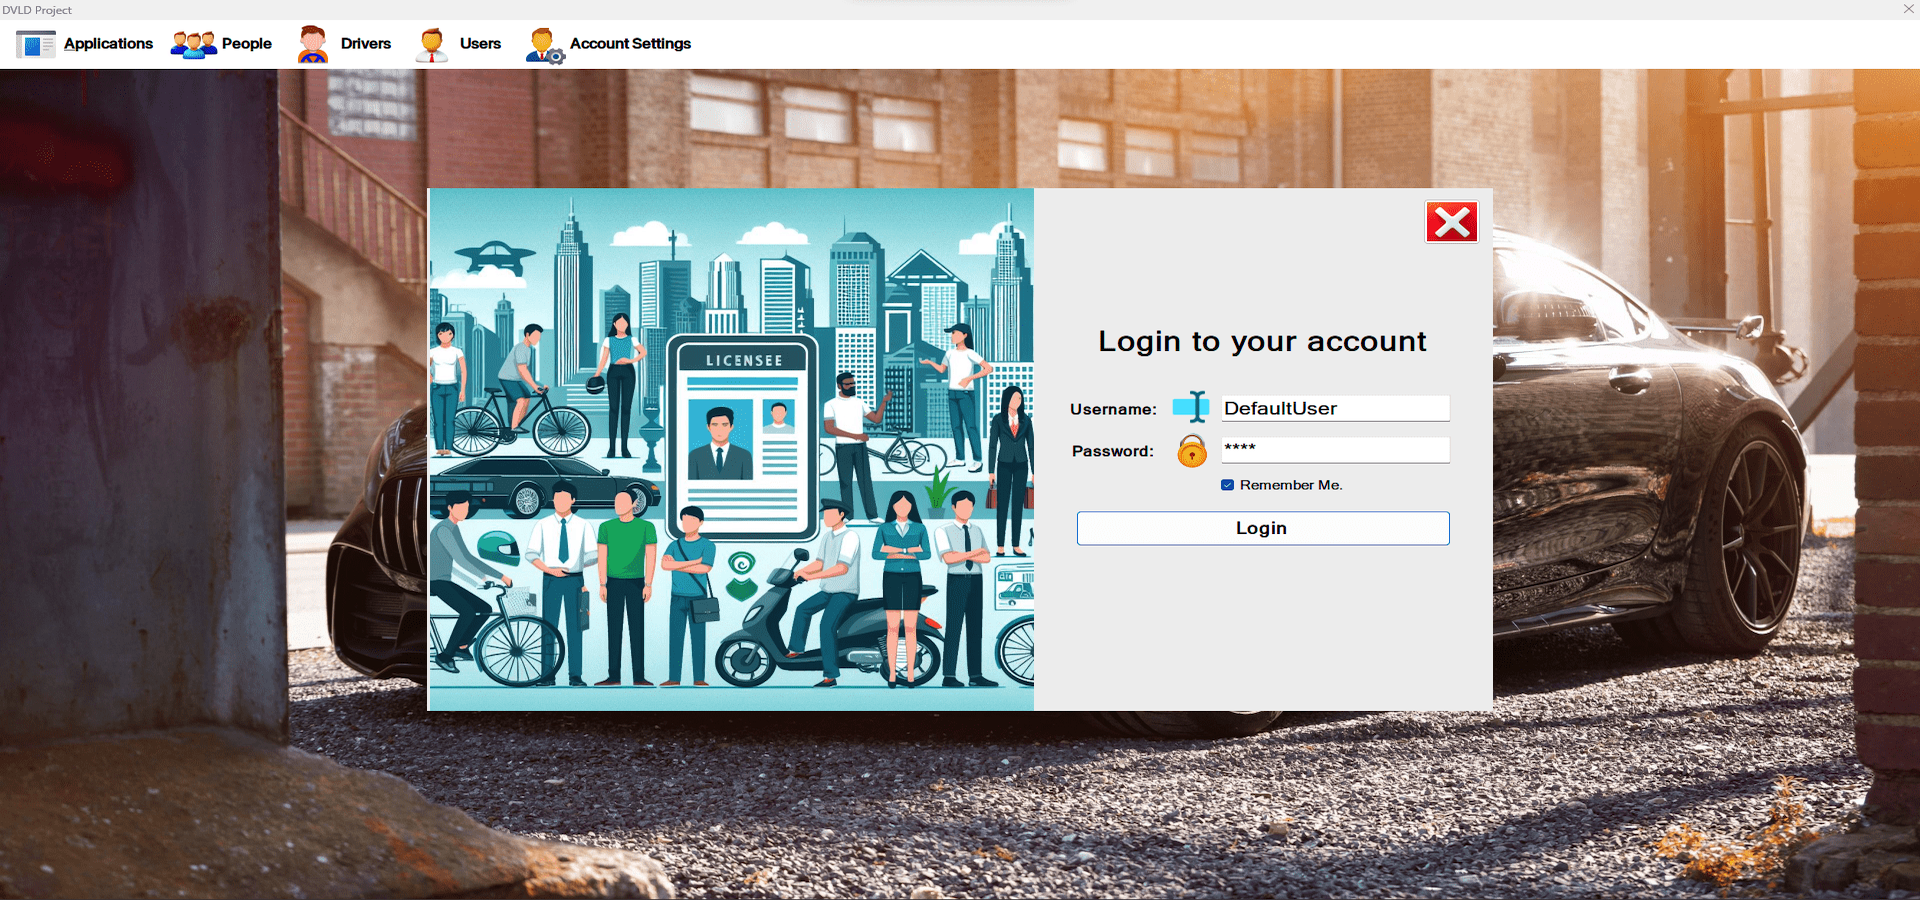 DVLD Project
Applications People Drivers Users Account Settings
LICENSEE
Login to your account
Username: DefaultUser
Password: ****
Remember Me.
Login